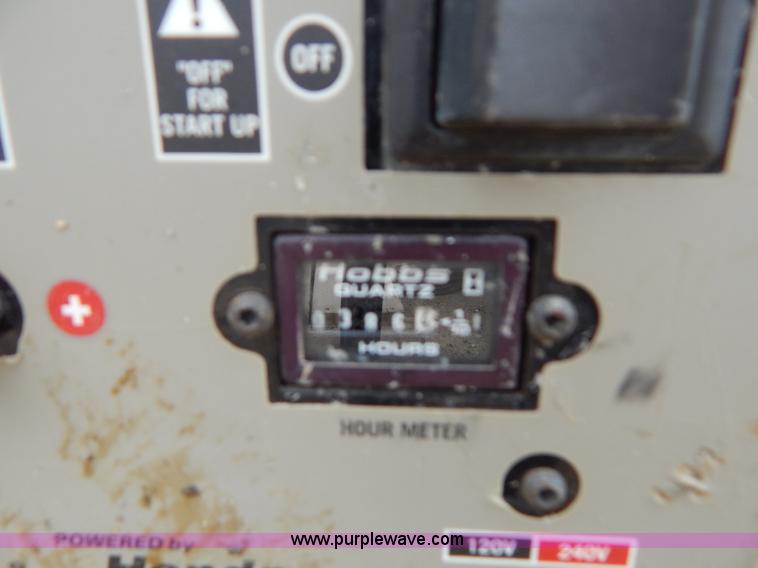 "OFF"
FOR
START UP
OFF
Hobbs
QUARTZ
HOURS
HOUR METER
POWERED by
www.purplewave.com
120V
240V